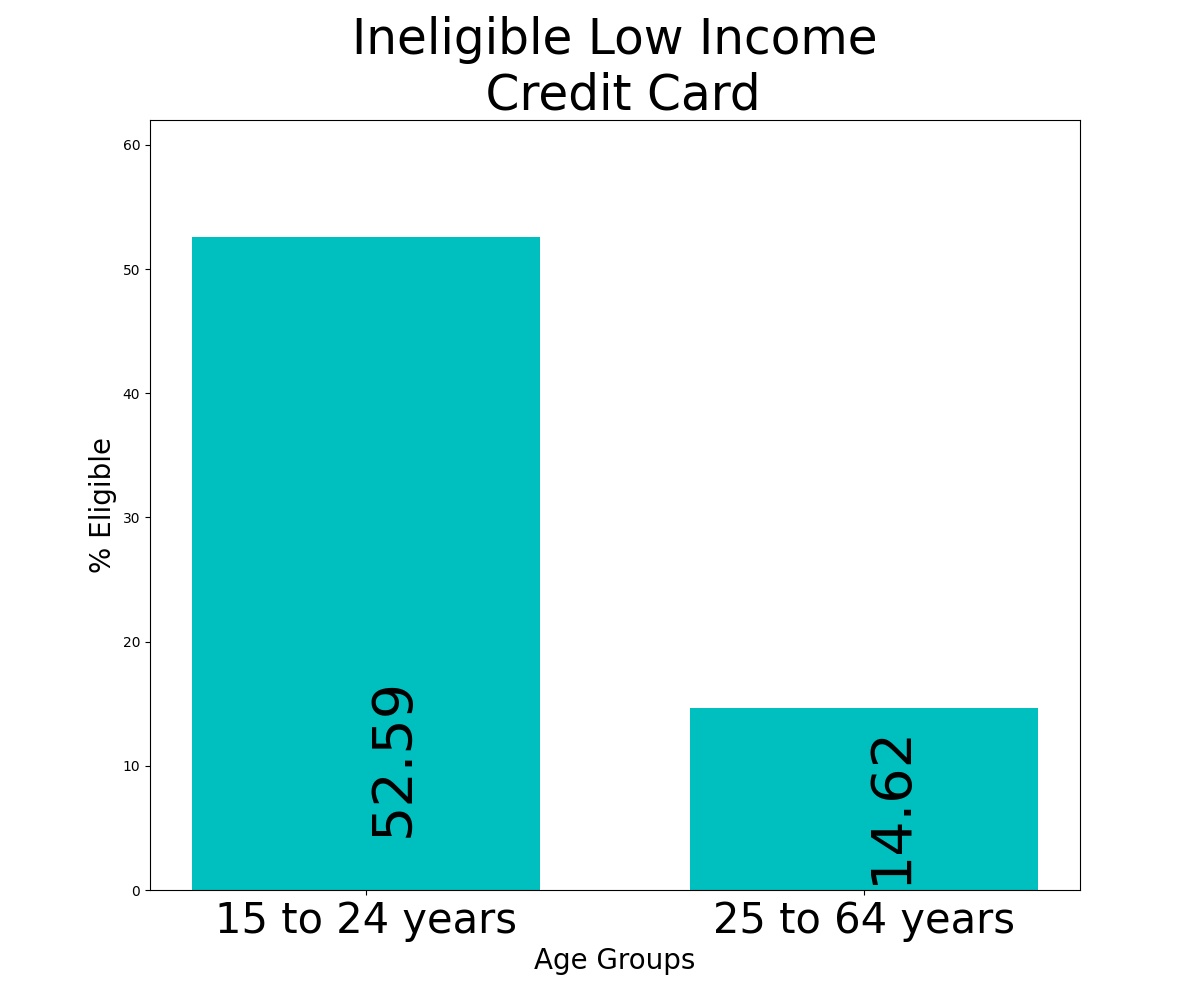 Ineligible Low Income
Credit Card
60
50
40
30
20
10
0
% Eligible
52.59
14.62
15 to 24 years
25 to 64 years
Age Groups